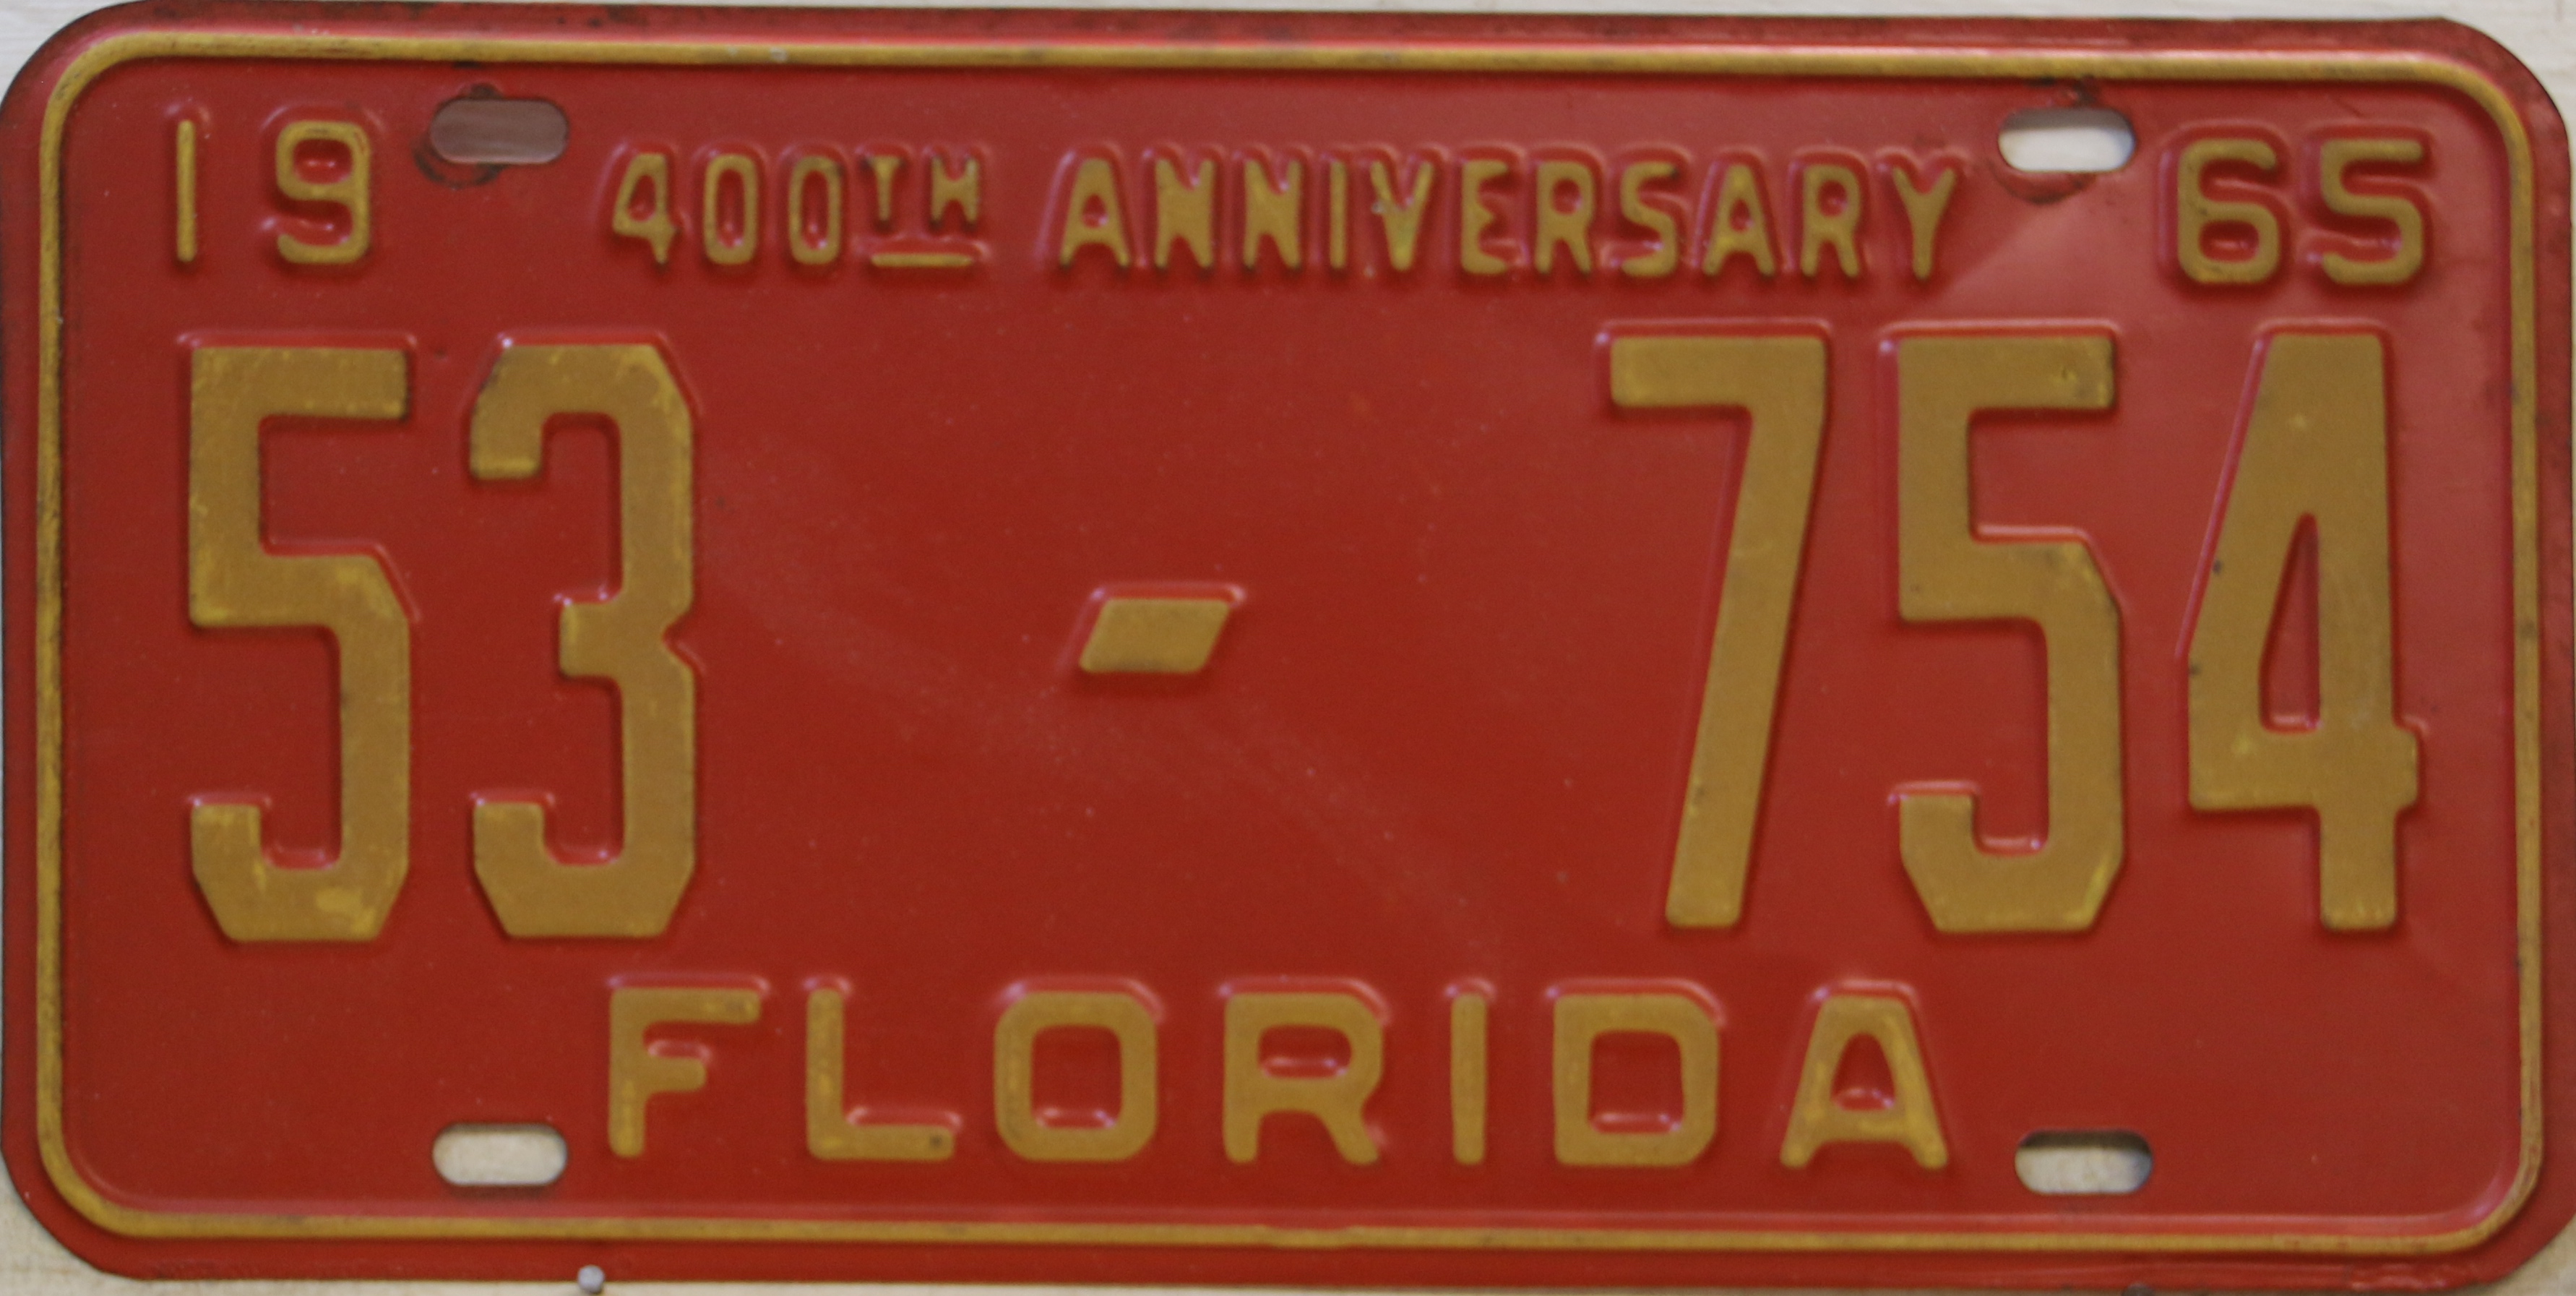 19 400TH ANNIVERSARY 65
53 - 754
FLORIDA